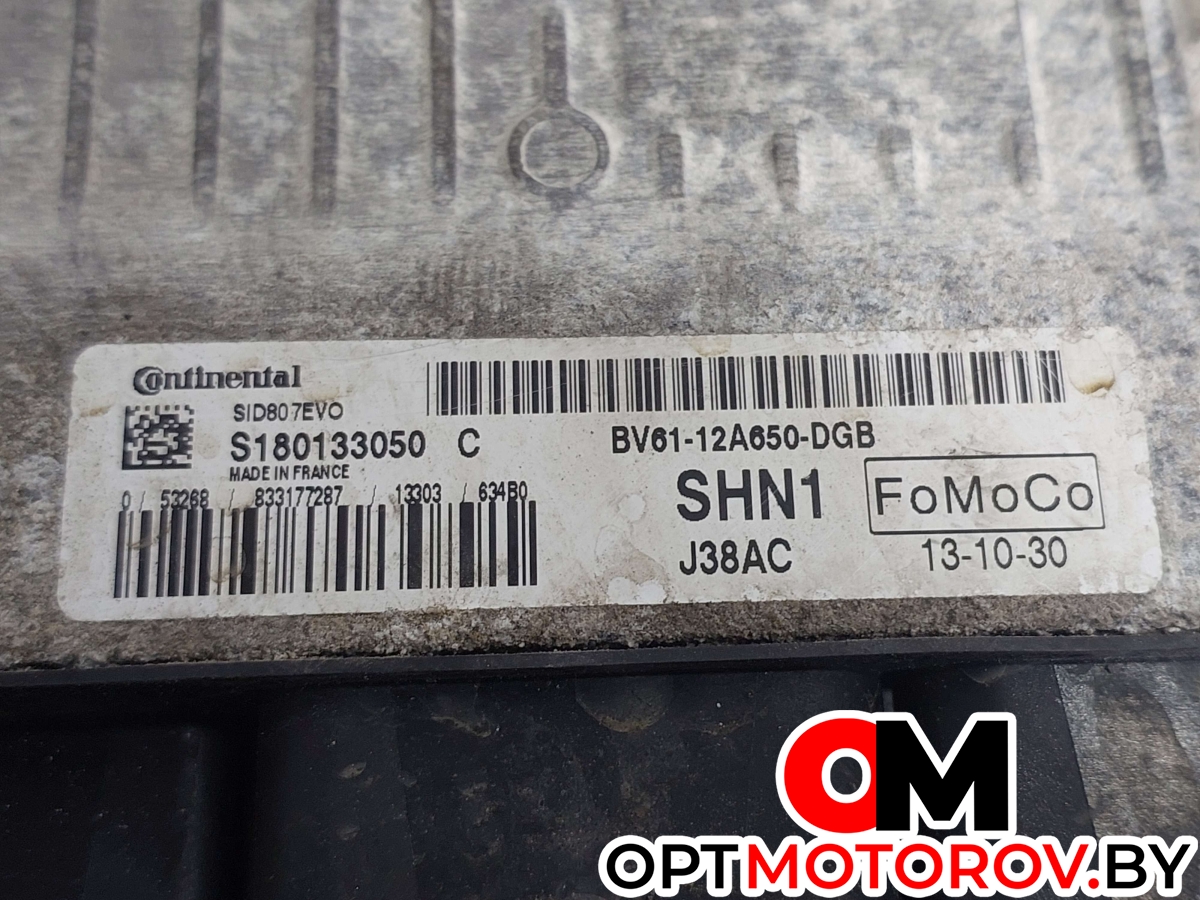 Continental
SID807EVO
S180133050 C
MADE IN FRANCE
0 / 53268 / 833177287 / 13303 / 634B0
BV61-12A650-DGB
SHN1
FoMoCo
J38AC
13-10-30
OM
OPTMOTOROV.BY